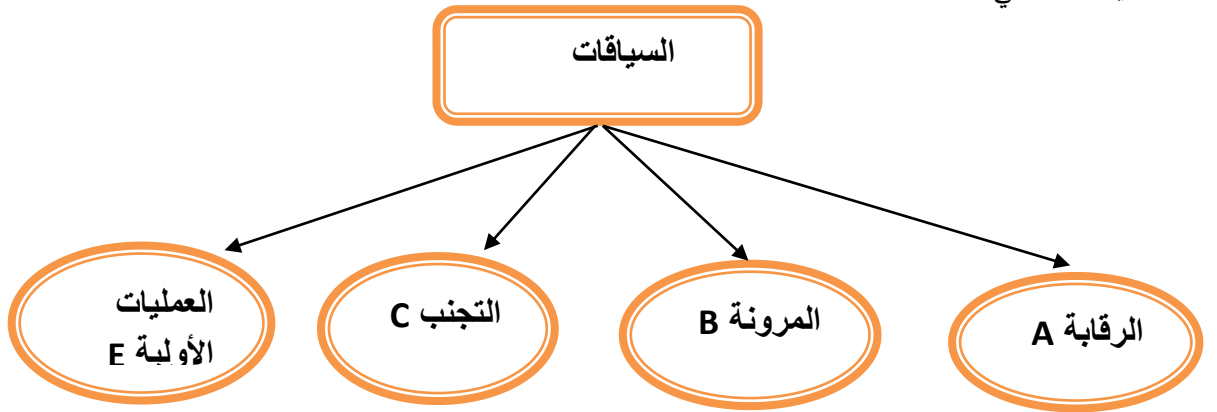 السياقات
الرقابة A
المرونة B
التجنب C
العمليات
الأولية E